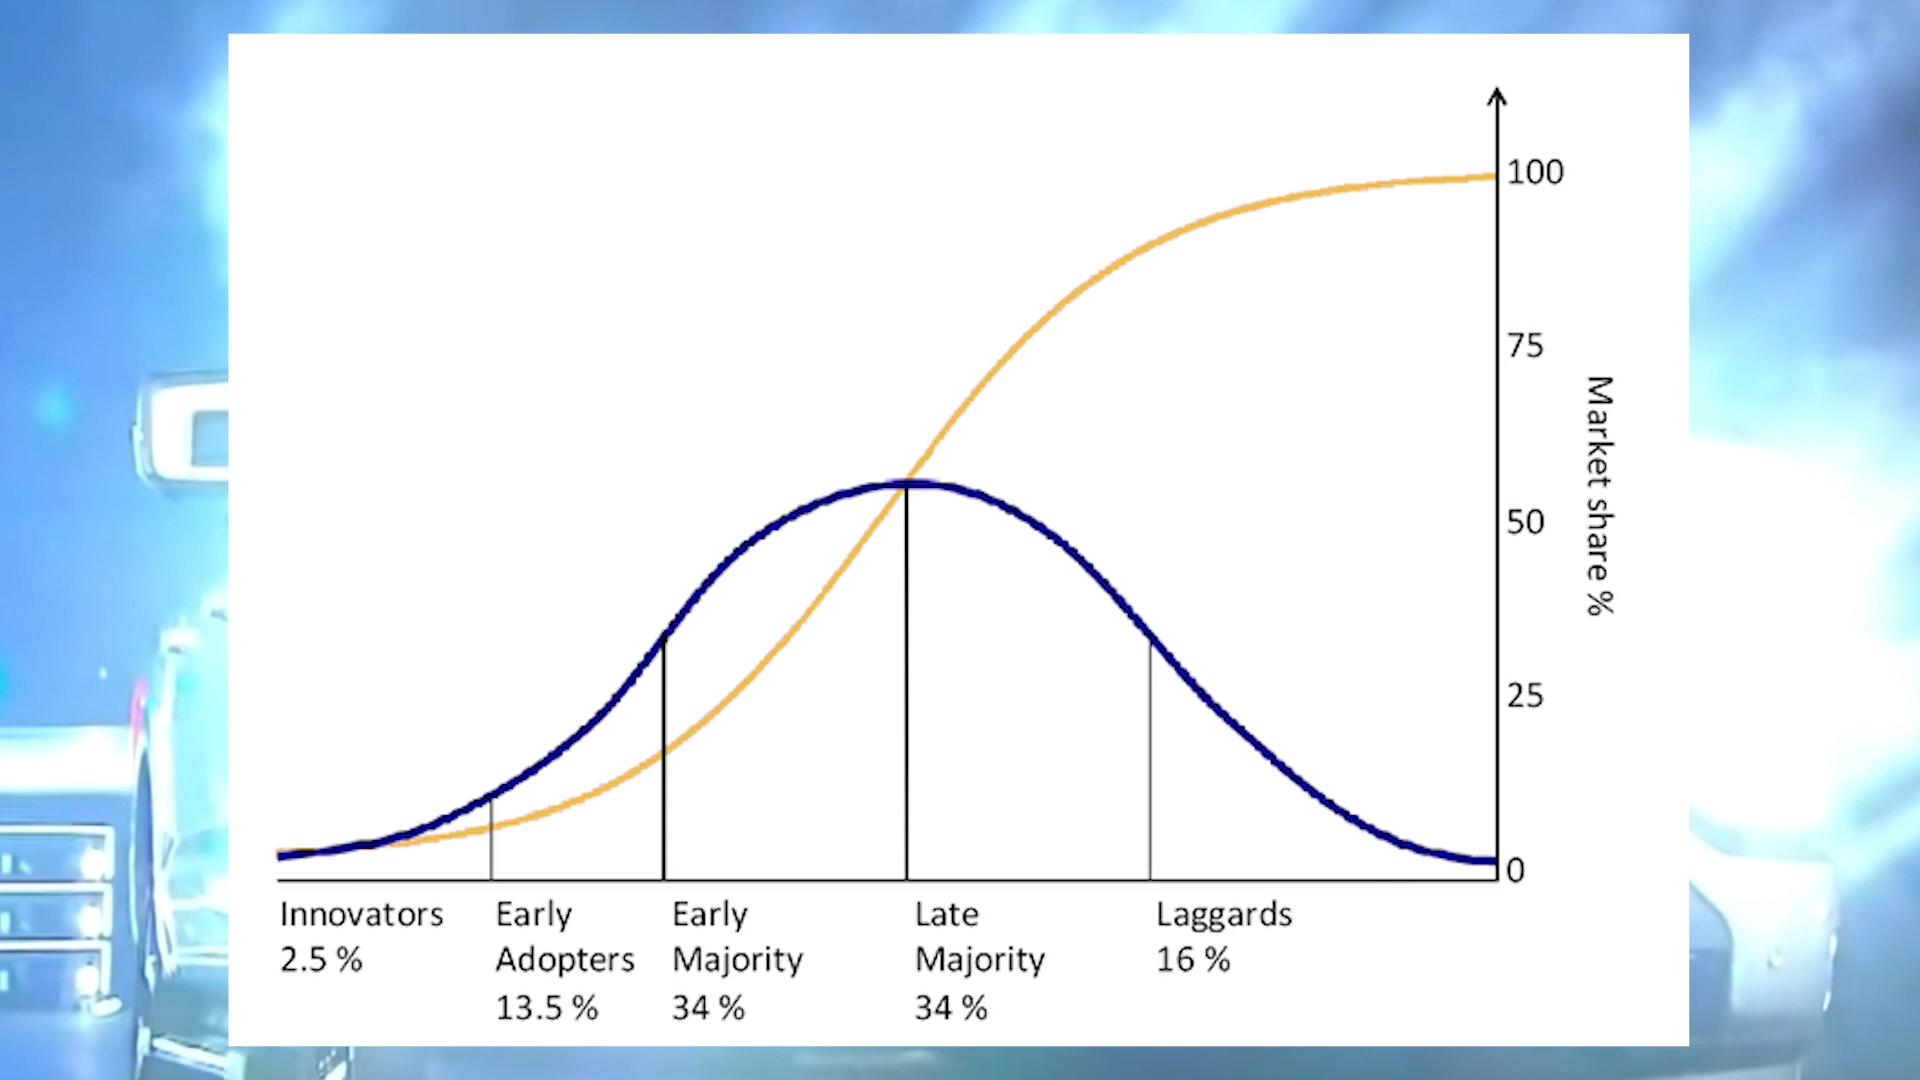 100
75
50
25
0
Market share %
Innovators
2.5 %
Early
Adopters
13.5 %
Early
Majority
34 %
Late
Majority
34 %
Laggards
16 %